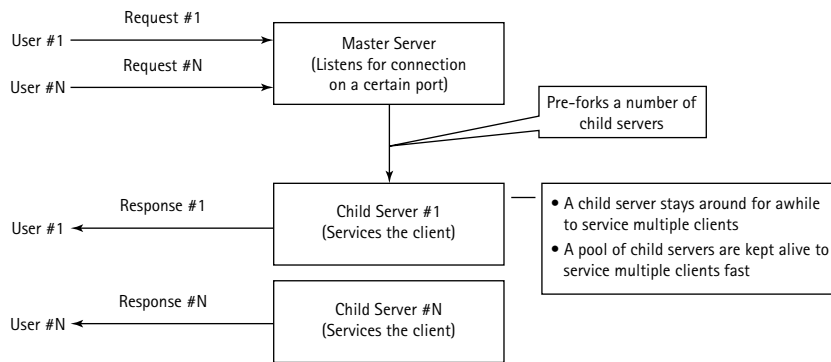 Request #1
User #1
Request #N
User #N
Master Server
(Listens for connection
on a certain port)
Pre-forks a number of
child servers
Response #1
User #1
Child Server #1
(Services the client)
• A child server stays around for awhile
to service multiple clients
• A pool of child servers are kept alive to
service multiple clients fast
Response #N
User #N
Child Server #N
(Services the client)